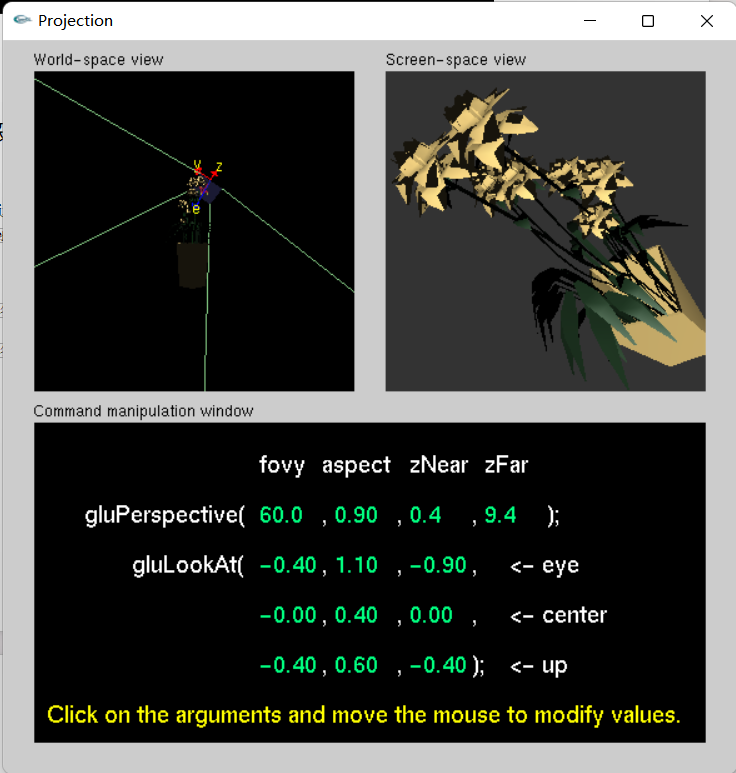 Projection
World-space view
Screen-space view
y z
e
Command manipulation window
fovy aspect zNear zFar
gluPerspective( 60.0 , 0.90 , 0.4 , 9.4 );
gluLookAt( -0.40 , 1.10 , -0.90 , <- eye
-0.00 , 0.40 , 0.00 , <- center
-0.40 , 0.60 , -0.40 ); <- up
Click on the arguments and move the mouse to modify values.